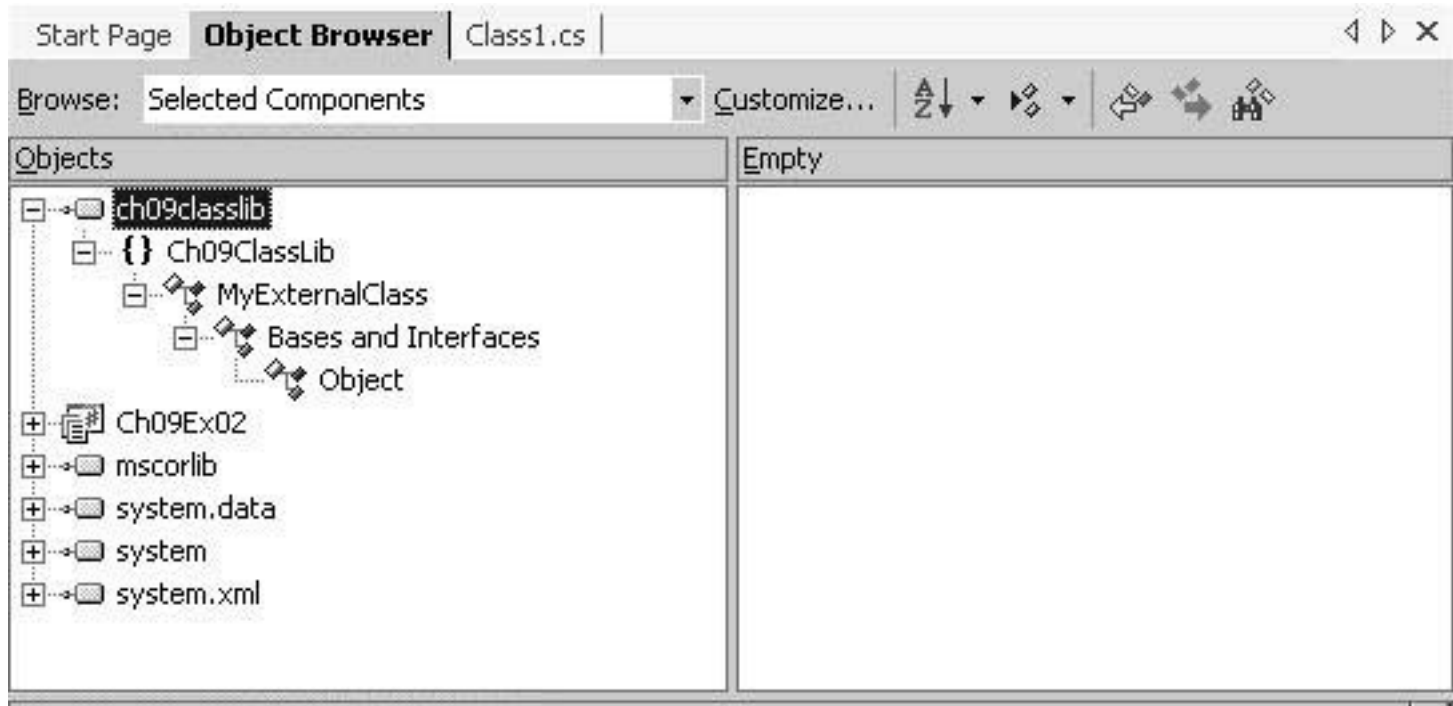 Start Page Object Browser Class1.cs
Browse: Selected Components Customize...
Objects
Empty
ch09classlib
{} Ch09ClassLib
MyExternalClass
Bases and Interfaces
Object
Ch09Ex02
mscorlib
system.data
system
system.xml